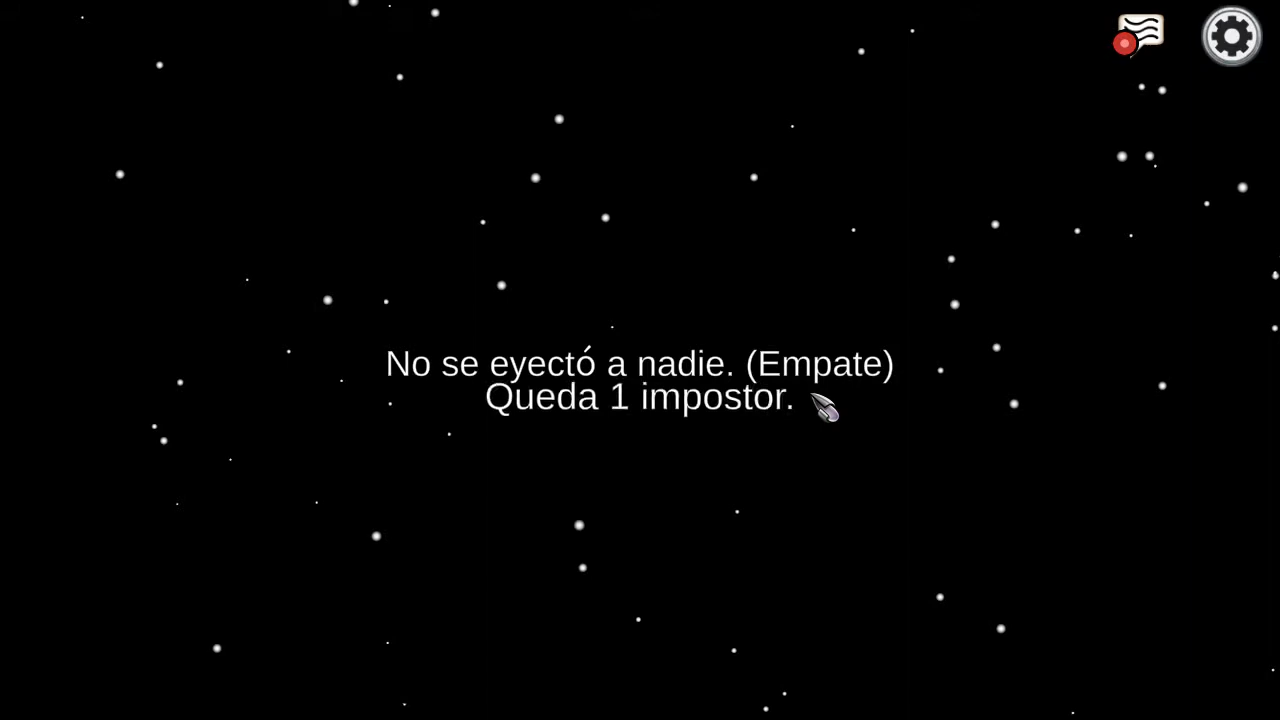 No se eyectó a nadie. (Empate)
Queda 1 impostor.